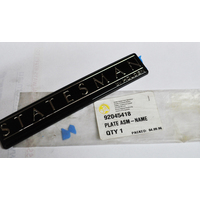 STATESMAN
92045418
PLATE ASM-NAME
QTY 1